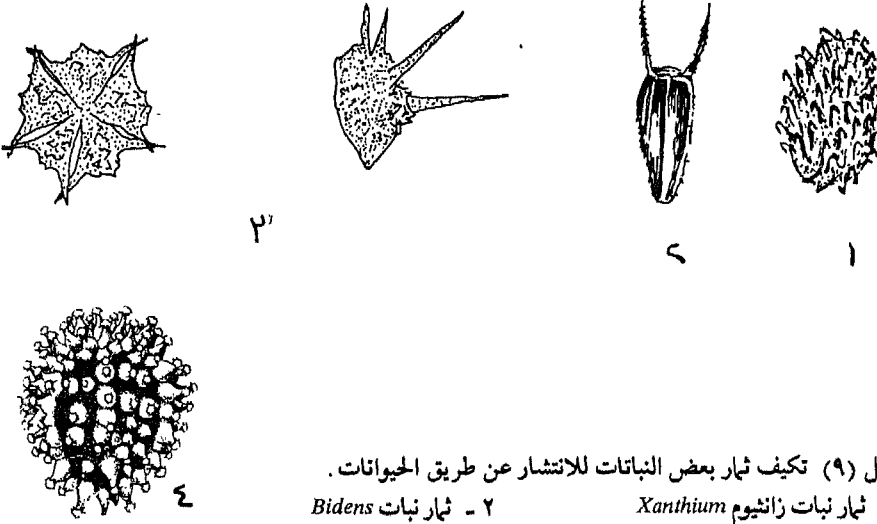 ١
٢
٣
٤
ل (٩) تكيف ثمار بعض النباتات للانتشار عن طريق الحيوانات .
ثمار نبات زانثيوم Xanthium ٢ ـ ثمار نبات Bidens